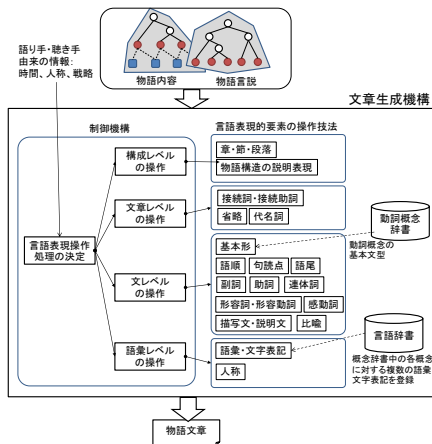 語り手・聴き手
由来の情報:
時間、人称、戦略
物語内容
物語言説
文章生成機構
制御機構
言語表現的要素の操作技法
構成レベル
の操作
章・節・段落
物語構造の説明表現
文章レベル
の操作
接続詞・接続助詞
省略
代名詞
動詞概念
辞書
動詞概念の
基本文型
言語表現操作
処理の決定
基本形
語順
句読点
語尾
文レベル
の操作
副詞
助詞
連体詞
形容詞・形容動詞
感動詞
描写文・説明文
比喩
言語辞書
語彙レベル
の操作
語彙・文字表記
人称
概念辞書中の各概念
に対する複数の語彙
文字表記を登録
物語文章